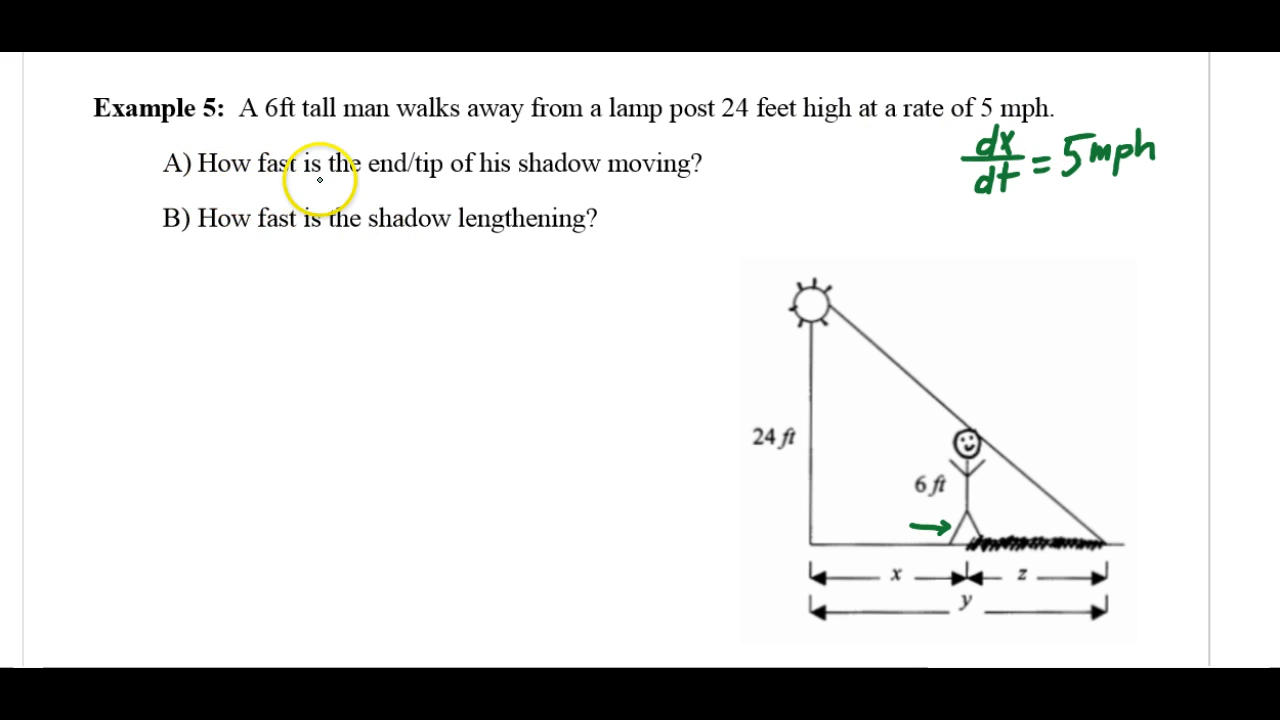 Example 5: A 6ft tall man walks away from a lamp post 24 feet high at a rate of 5 mph.
dx/dt = 5mph
A) How fast is the end/tip of his shadow moving?
B) How fast is the shadow lengthening?
24 ft
6 ft
x
z
y